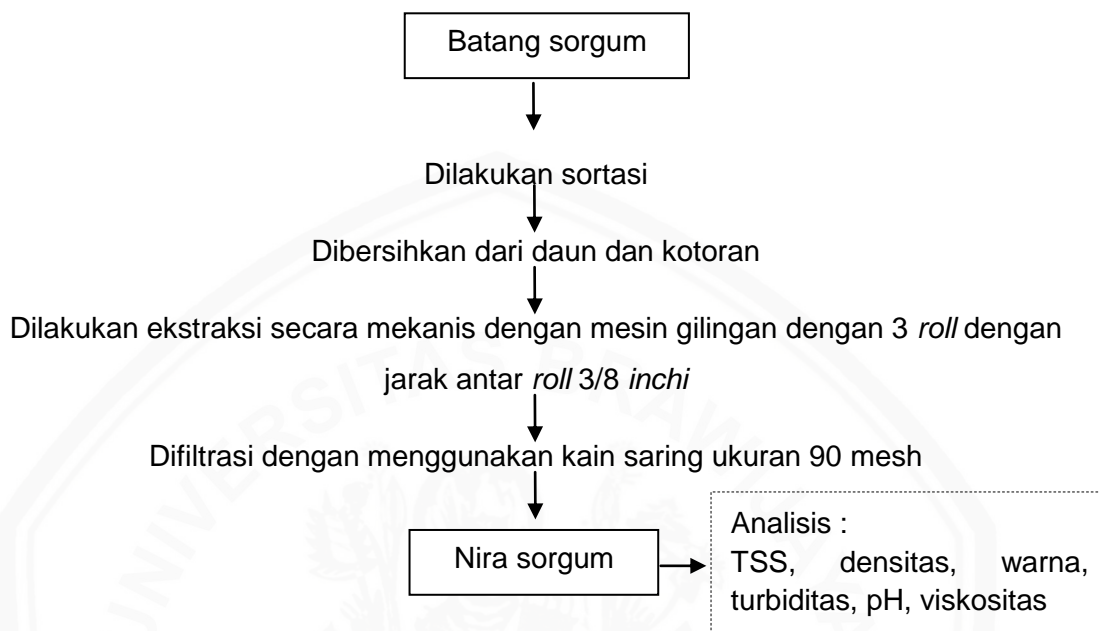 Batang sorgum
Dilakukan sortasi
Dibersihkan dari daun dan kotoran
Dilakukan ekstraksi secara mekanis dengan mesin gilingan dengan 3 roll dengan
jarak antar roll 3/8 inchi
Difiltrasi dengan menggunakan kain saring ukuran 90 mesh
Nira sorgum
Analisis :
TSS, densitas, warna,
turbiditas, pH, viskositas